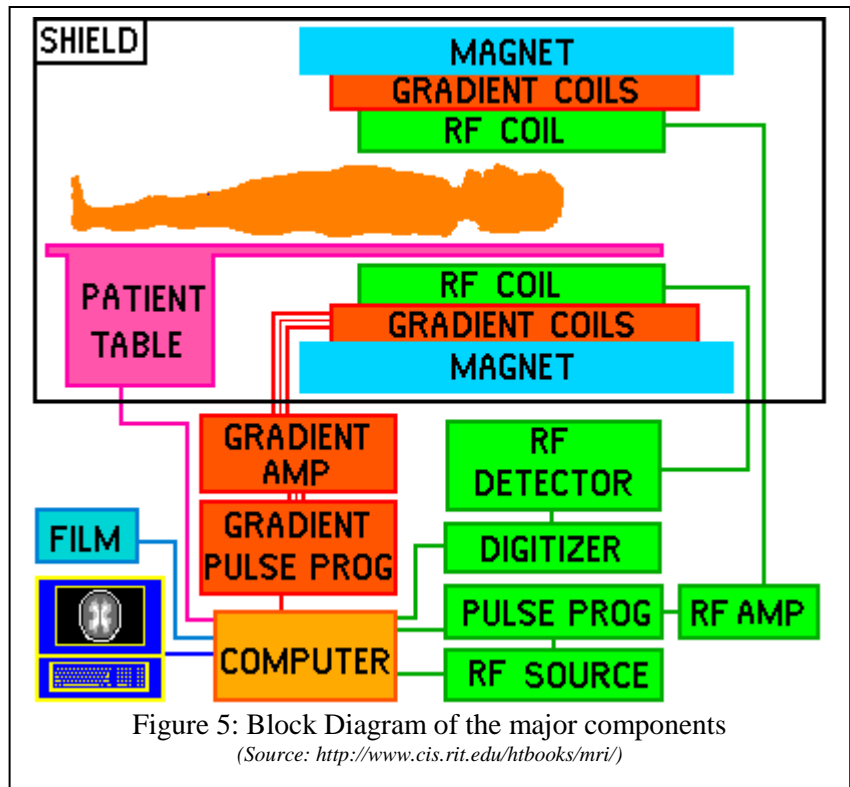 SHIELD
MAGNET
GRADIENT COILS
RF COIL
PATIENT
TABLE
RF COIL
GRADIENT COILS
MAGNET
GRADIENT
AMP
RF
DETECTOR
FILM
GRADIENT
PULSE PROG
DIGITIZER
PULSE PROG
RF AMP
COMPUTER
RF SOURCE
Figure 5: Block Diagram of the major components
(Source: http://www.cis.rit.edu/htbooks/mri/)